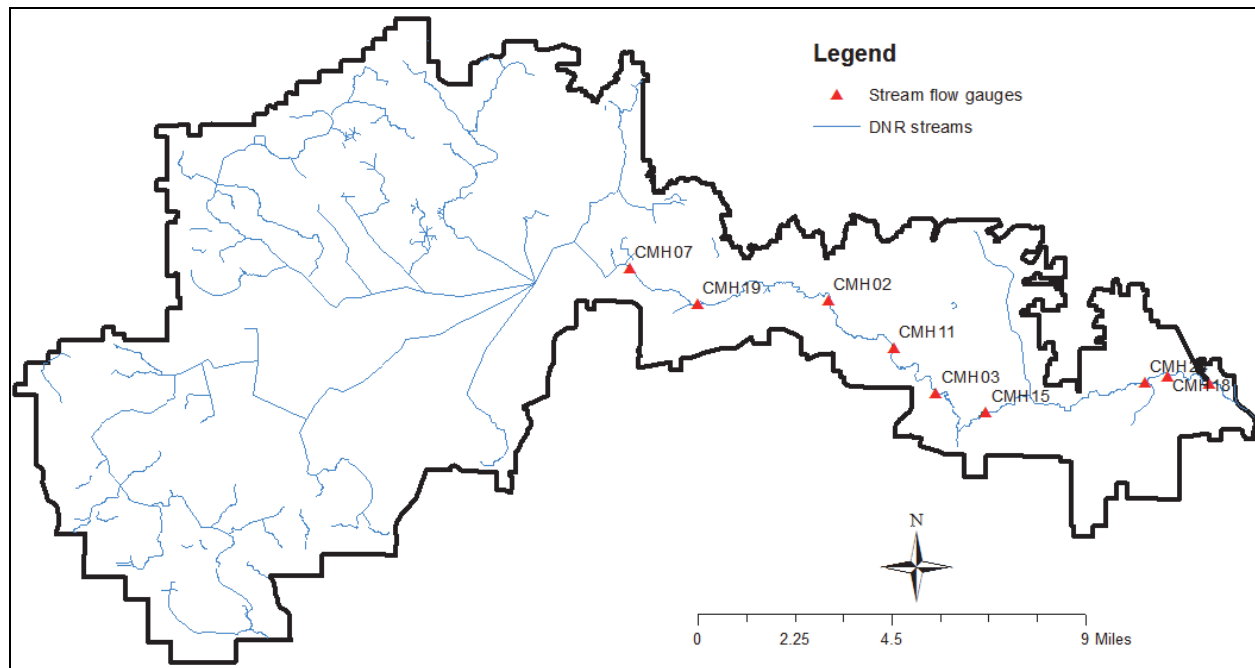 Legend
Stream flow gauges
DNR streams
CMH07
CMH19
CMH02
CMH11
CMH03
CMH15
CMH18
N
0 2.25 4.5 9 Miles